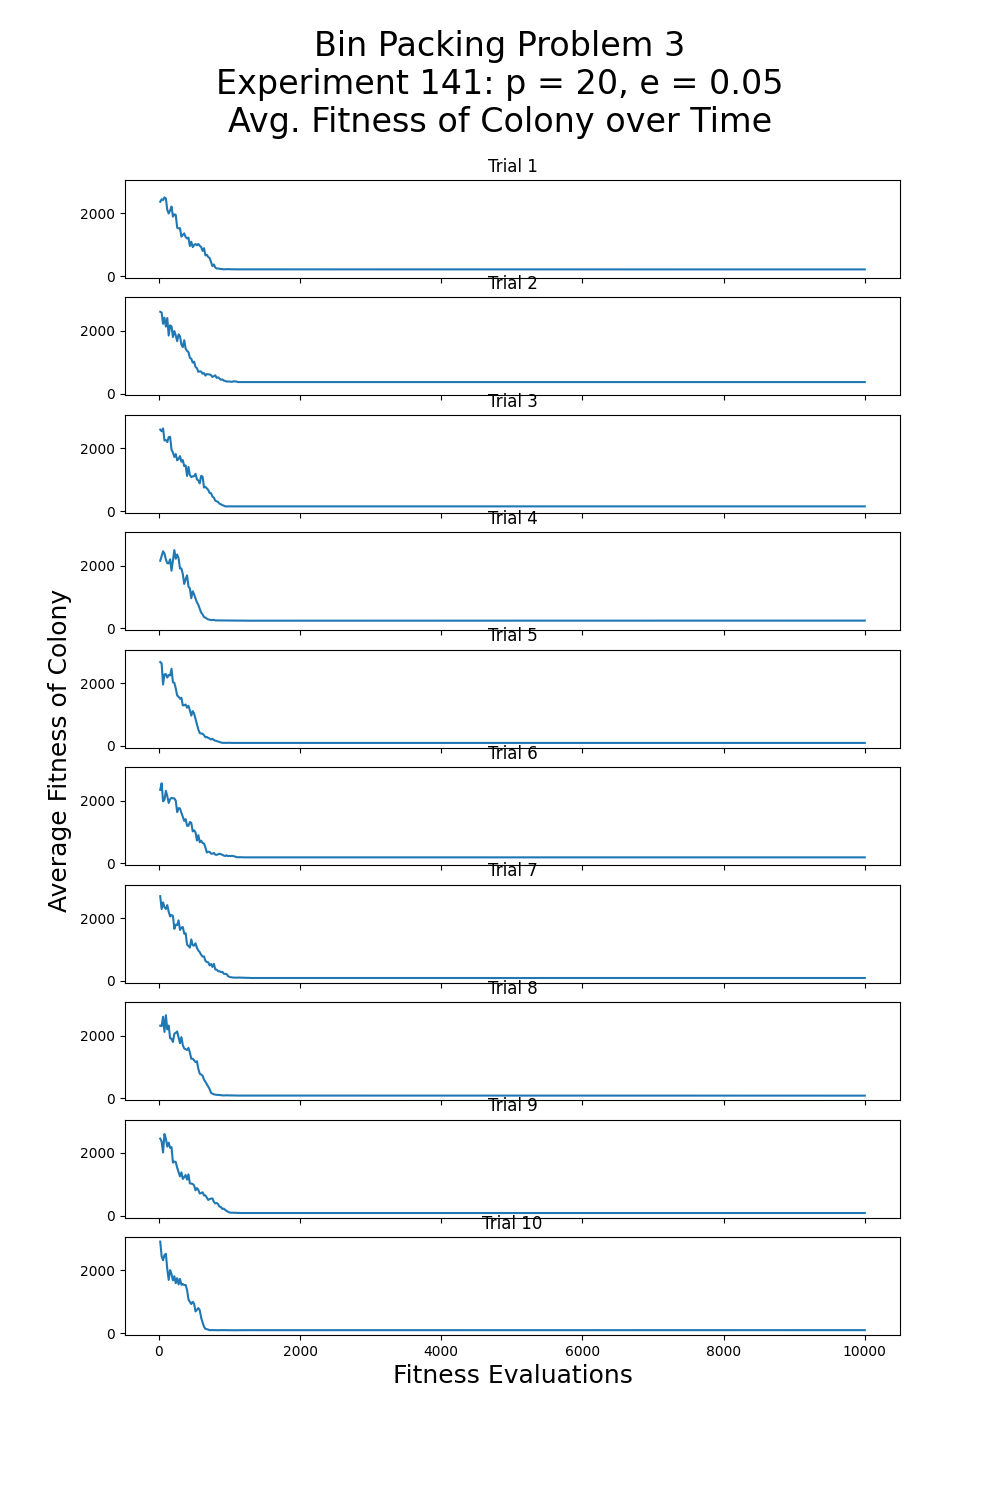 Bin Packing Problem 3
Experiment 141: p = 20, e = 0.05
Avg. Fitness of Colony over Time
Trial 1
2000
0
Trial 2
2000
0
Trial 3
2000
0
Trial 4
2000
0
Trial 5
2000
0
Trial 6
2000
0
Trial 7
2000
0
Trial 8
2000
0
Trial 9
2000
0
Trial 10
2000
0
0 2000 4000 6000 8000 10000
Fitness Evaluations
Average Fitness of Colony